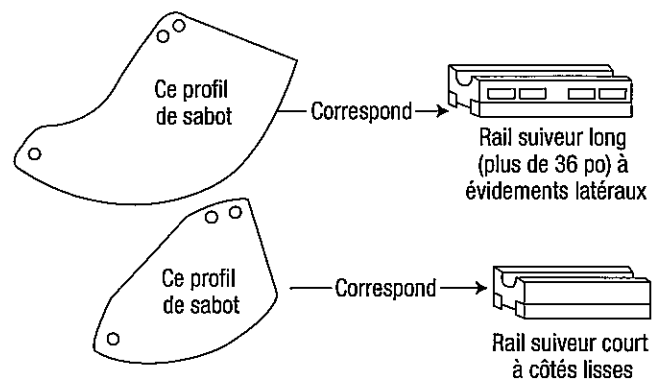 Ce profil
de sabot
Correspond
Rail suiveur long
(plus de 36 po) à
évidements latéraux
Ce profil
de sabot
Correspond
Rail suiveur court
à côtés lisses